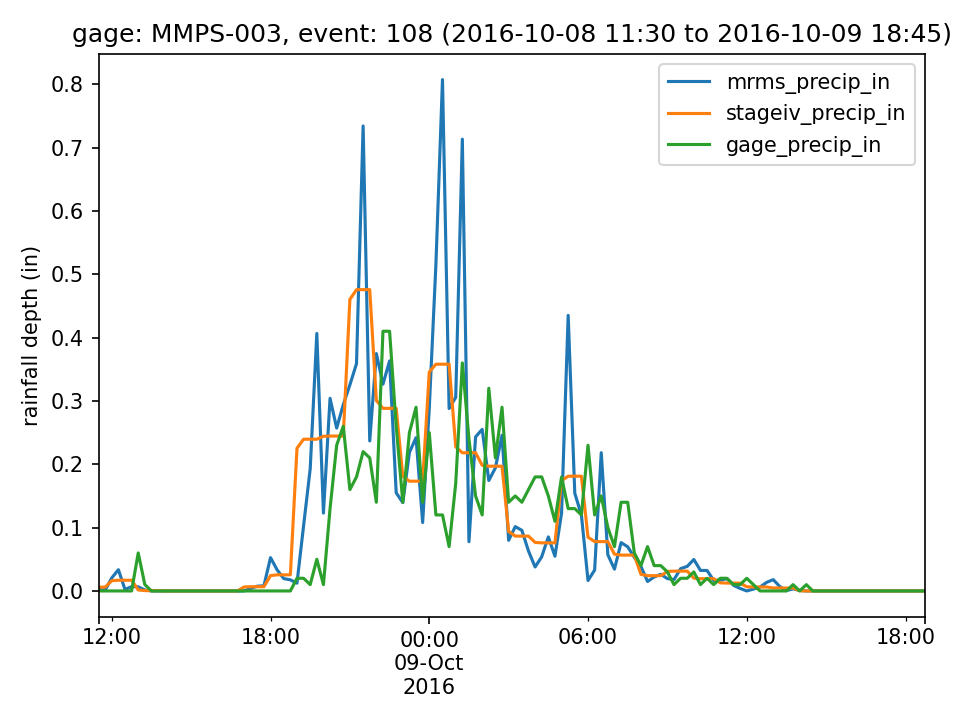 gage: MMPS-003, event: 108 (2016-10-08 11:30 to 2016-10-09 18:45)
mrms_precip_in
stageiv_precip_in
gage_precip_in
rainfall depth (in)
0.8
0.7
0.6
0.5
0.4
0.3
0.2
0.1
0.0
12:00 18:00 00:00 06:00 12:00 18:00
09-Oct
2016